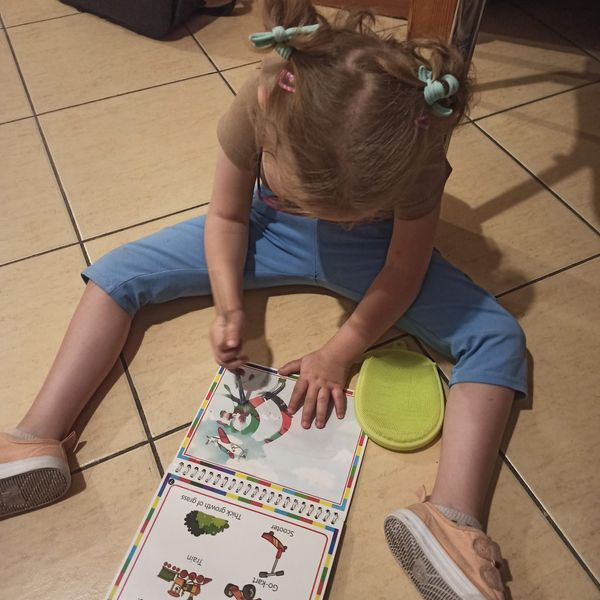 Go-kart
Train
Scooter
Thick growth of grass